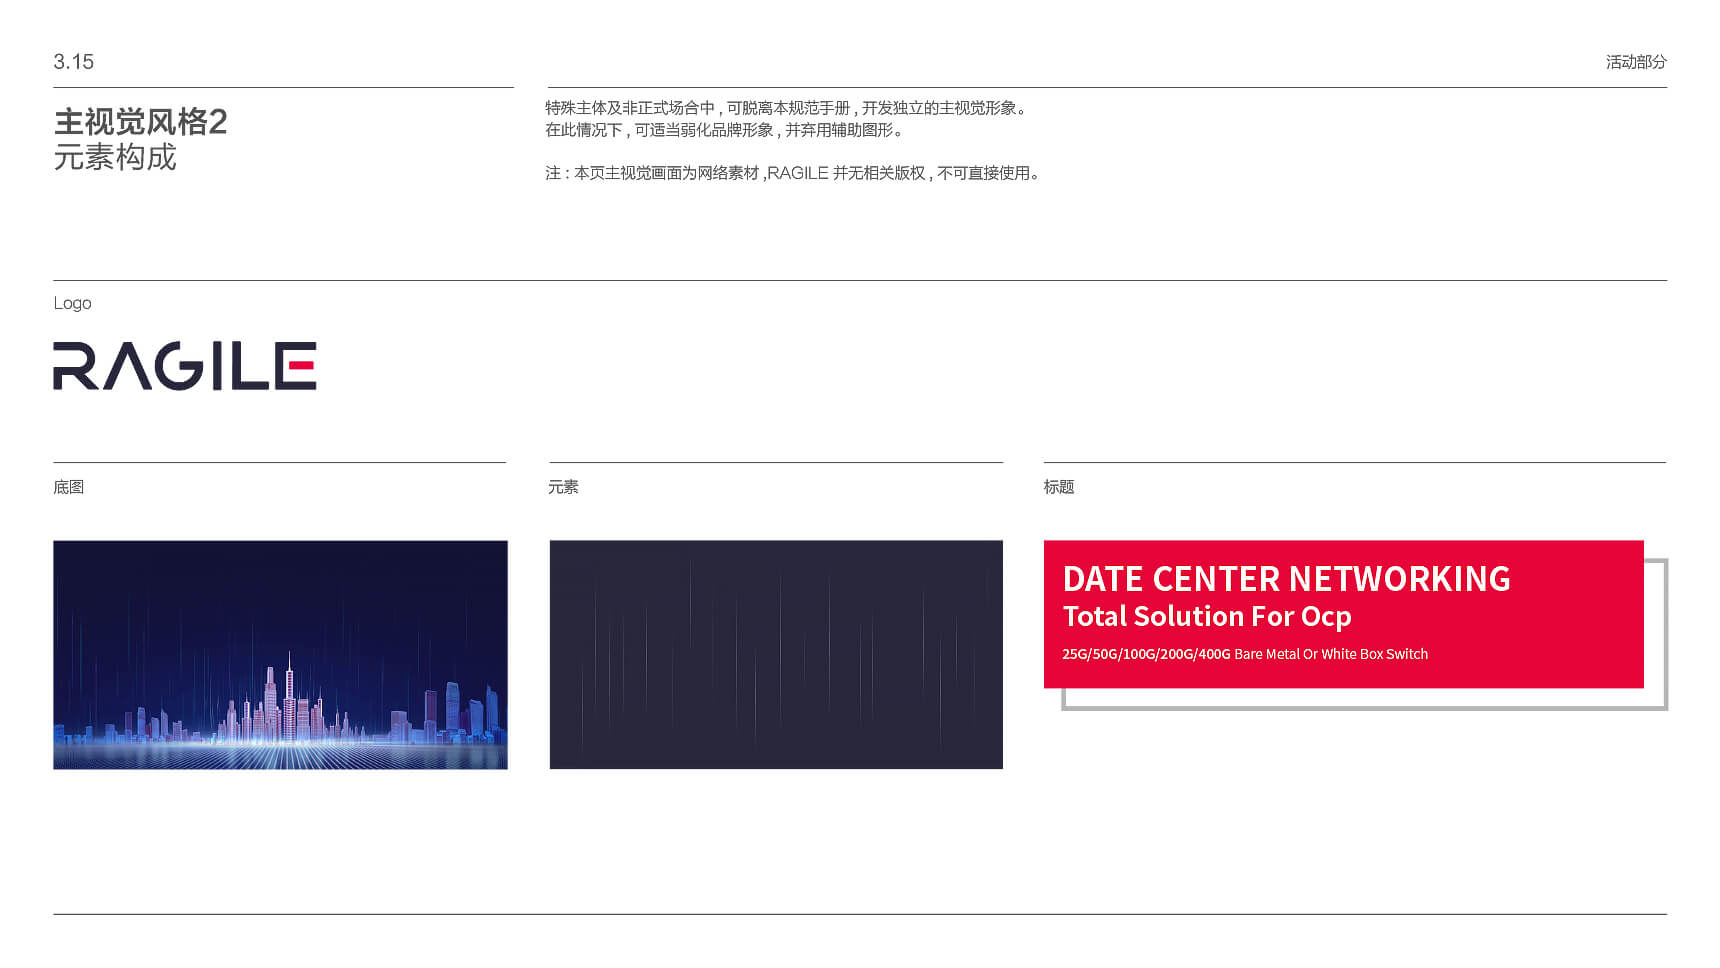 3.15
活动部分
主视觉风格2
元素构成
特殊主体及非正式场合中，可脱离本规范手册，开发独立的主视觉形象。
在此情况下，可适当弱化品牌形象，并弃用辅助图形。
注：本页主视觉画面为网络素材，RAGILE 并无相关版权，不可直接使用。
Logo
RAGILE
底图
元素
标题
DATE CENTER NETWORKING
Total Solution For Ocp
25G/50G/100G/200G/400G Bare Metal Or White Box Switch